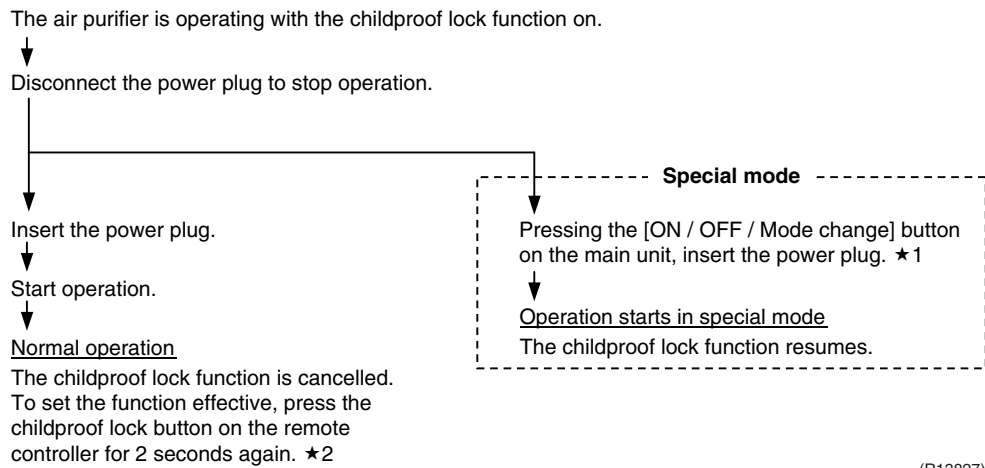 The air purifier is operating with the childproof lock function on.
Disconnect the power plug to stop operation.
Insert the power plug.
Start operation.
Normal operation
The childproof lock function is cancelled.
To set the function effective, press the
childproof lock button on the remote
controller for 2 seconds again. ★2
Special mode
Pressing the [ON / OFF / Mode change] button
on the main unit, insert the power plug. ★1
Operation starts in special mode
The childproof lock function resumes.